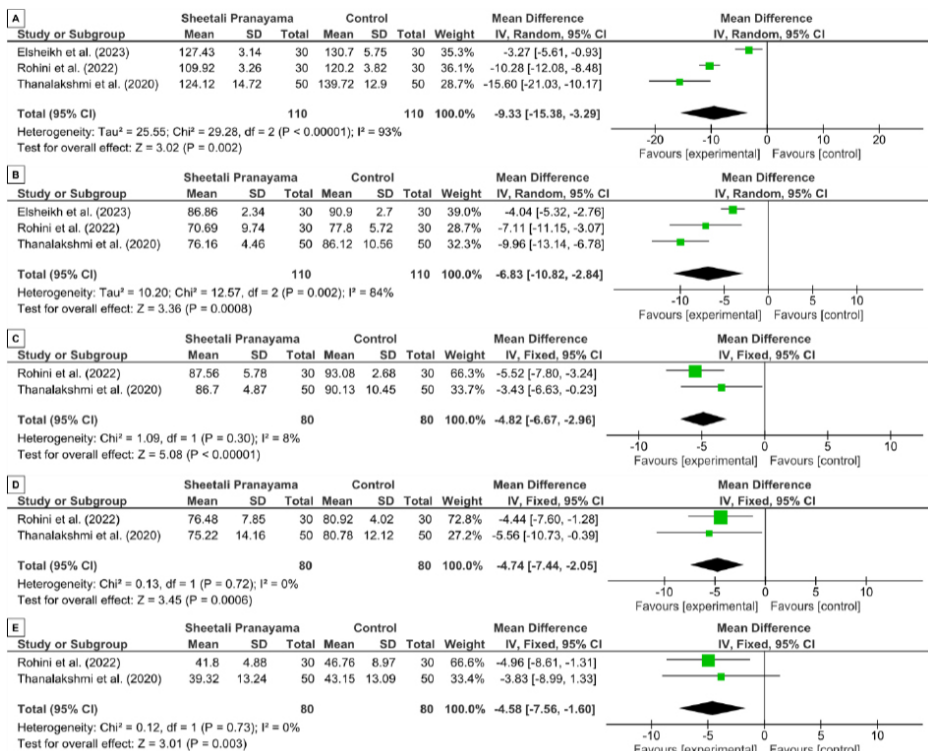 A Sheetali Pranayama Control Mean Difference Mean Difference
Study or Subgroup Mean SD Total Mean SD Total Weight IV, Random, 95% CI IV, Random, 95% CI
Elsheikh et al. (2023) 127.43 3.14 30 130.7 5.75 30 35.3% -3.27 [-5.61, -0.93]
Rohini et al. (2022) 109.92 3.26 30 120.2 3.82 30 36.1% -10.28 [-12.08, -8.48]
Thanalakshmi et al. (2020) 124.12 14.72 50 139.72 12.9 50 28.7% -15.60 [-21.03, -10.17]
Total (95% CI) 110 110 100.0% -9.33 [-15.38, -3.29]
Heterogeneity: Tau² = 25.55; Chi² = 29.28, df = 2 (P < 0.00001); I² = 93%
Test for overall effect: Z = 3.02 (P = 0.002)
-20 -10 0 10 20
Favours [experimental] Favours [control]
B Sheetali Pranayama Control Mean Difference Mean Difference
Study or Subgroup Mean SD Total Mean SD Total Weight IV, Random, 95% CI IV, Random, 95% CI
Elsheikh et al. (2023) 86.86 2.34 30 90.9 2.7 30 39.0% -4.04 [-5.32, -2.76]
Rohini et al. (2022) 70.69 9.74 30 77.8 5.72 30 28.7% -7.11 [-11.15, -3.07]
Thanalakshmi et al. (2020) 76.16 4.46 50 86.12 10.56 50 32.3% -9.96 [-13.14, -6.78]
Total (95% CI) 110 110 100.0% -6.83 [-10.82, -2.84]
Heterogeneity: Tau² = 10.20; Chi² = 12.57, df = 2 (P = 0.002); I² = 84%
Test for overall effect: Z = 3.36 (P = 0.0008)
-10 -5 0 5 10
Favours [experimental] Favours [control]
C Sheetali Pranayama Control Mean Difference Mean Difference
Study or Subgroup Mean SD Total Mean SD Total Weight IV, Fixed, 95% CI IV, Fixed, 95% CI
Rohini et al. (2022) 87.56 5.78 30 93.08 2.68 30 66.3% -5.52 [-7.80, -3.24]
Thanalakshmi et al. (2020) 86.7 4.87 50 90.13 10.45 50 33.7% -3.43 [-6.63, -0.23]
Total (95% CI) 80 80 100.0% -4.82 [-6.67, -2.96]
Heterogeneity: Chi² = 1.09, df = 1 (P = 0.30); I² = 8%
Test for overall effect: Z = 5.08 (P < 0.00001)
-10 -5 0 5 10
Favours [experimental] Favours [control]
D Sheetali Pranayama Control Mean Difference Mean Difference
Study or Subgroup Mean SD Total Mean SD Total Weight IV, Fixed, 95% CI IV, Fixed, 95% CI
Rohini et al. (2022) 76.48 7.85 30 80.92 4.02 30 72.8% -4.44 [-7.60, -1.28]
Thanalakshmi et al. (2020) 75.22 14.16 50 80.78 12.12 50 27.2% -5.56 [-10.73, -0.39]
Total (95% CI) 80 80 100.0% -4.74 [-7.44, -2.05]
Heterogeneity: Chi² = 0.13, df = 1 (P = 0.72); I² = 0%
Test for overall effect: Z = 3.45 (P = 0.0006)
-10 -5 0 5 10
Favours [experimental] Favours [control]
E Sheetali Pranayama Control Mean Difference Mean Difference
Study or Subgroup Mean SD Total Mean SD Total Weight IV, Fixed, 95% CI IV, Fixed, 95% CI
Rohini et al. (2022) 41.8 4.88 30 46.76 8.97 30 66.6% -4.96 [-8.61, -1.31]
Thanalakshmi et al. (2020) 39.32 13.24 50 43.15 13.09 50 33.4% -3.83 [-8.99, 1.33]
Total (95% CI) 80 80 100.0% -4.58 [-7.56, -1.60]
Heterogeneity: Chi² = 0.12, df = 1 (P = 0.73); I² = 0%
Test for overall effect: Z = 3.01 (P = 0.003)
-10 -5 0 5 10
Favours [experimental] Favours [control]